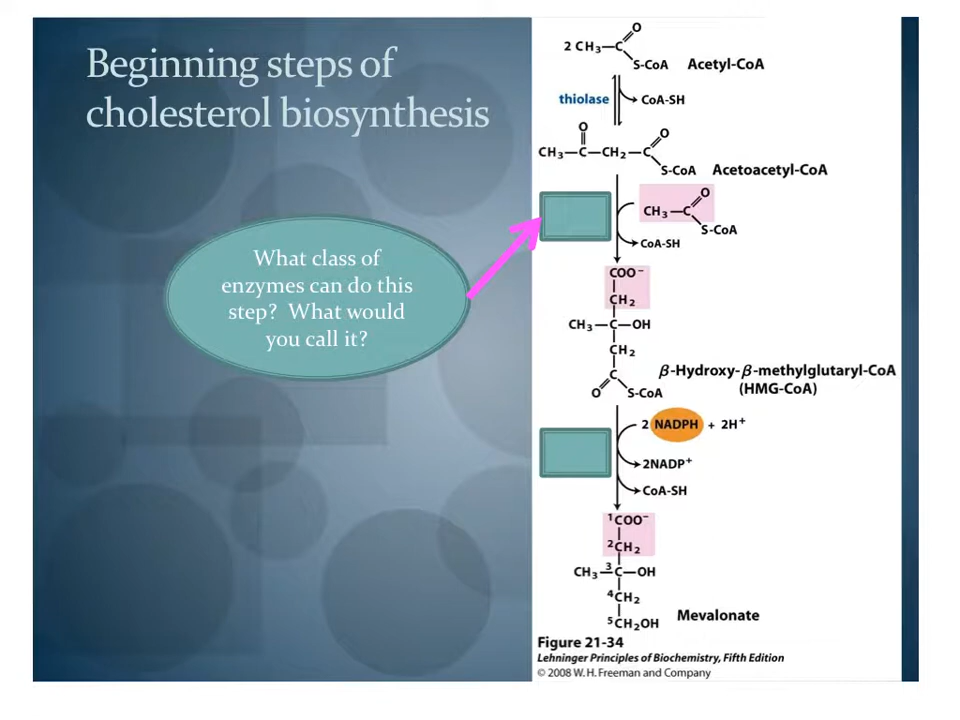 Beginning steps of
cholesterol biosynthesis
What class of
enzymes can do this
step? What would
you call it?
O
2 CH₃—C
S-CoA
Acetyl-CoA
thiolase
CoA-SH
O
O
CH₃—C—CH₂—C
S-CoA
Acetoacetyl-CoA
O
CH₃—C
S-CoA
CoA-SH
COO⁻
CH₂
CH₃—C—OH
CH₂
C
O
S-CoA
β-Hydroxy-β-methylglutaryl-CoA
(HMG-CoA)
2 NADPH + 2H⁺
2NADP⁺
CoA-SH
¹COO⁻
²CH₂
CH₃—³C—OH
⁴CH₂
⁵CH₂OH
Mevalonate
Figure 21-34
Lehninger Principles of Biochemistry, Fifth Edition
© 2008 W. H. Freeman and Company